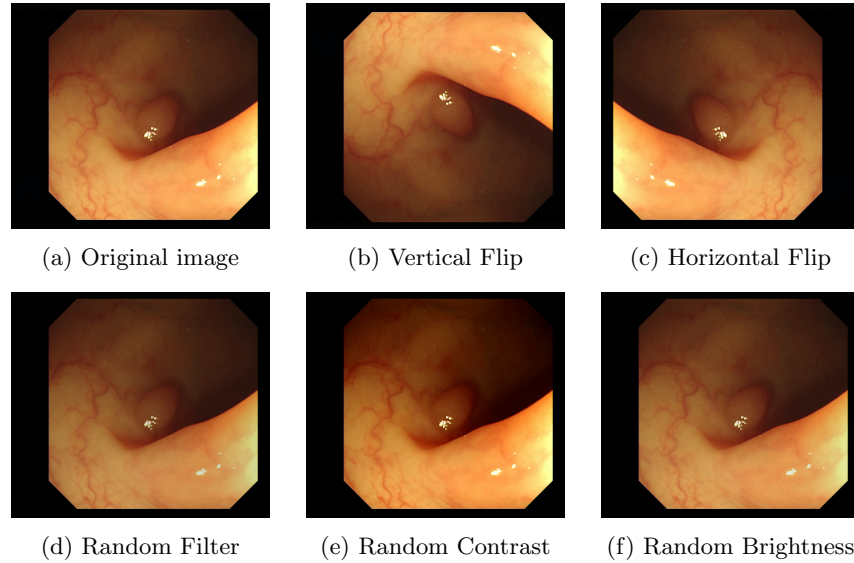 (a) Original image
(b) Vertical Flip
(c) Horizontal Flip
(d) Random Filter
(e) Random Contrast
(f) Random Brightness